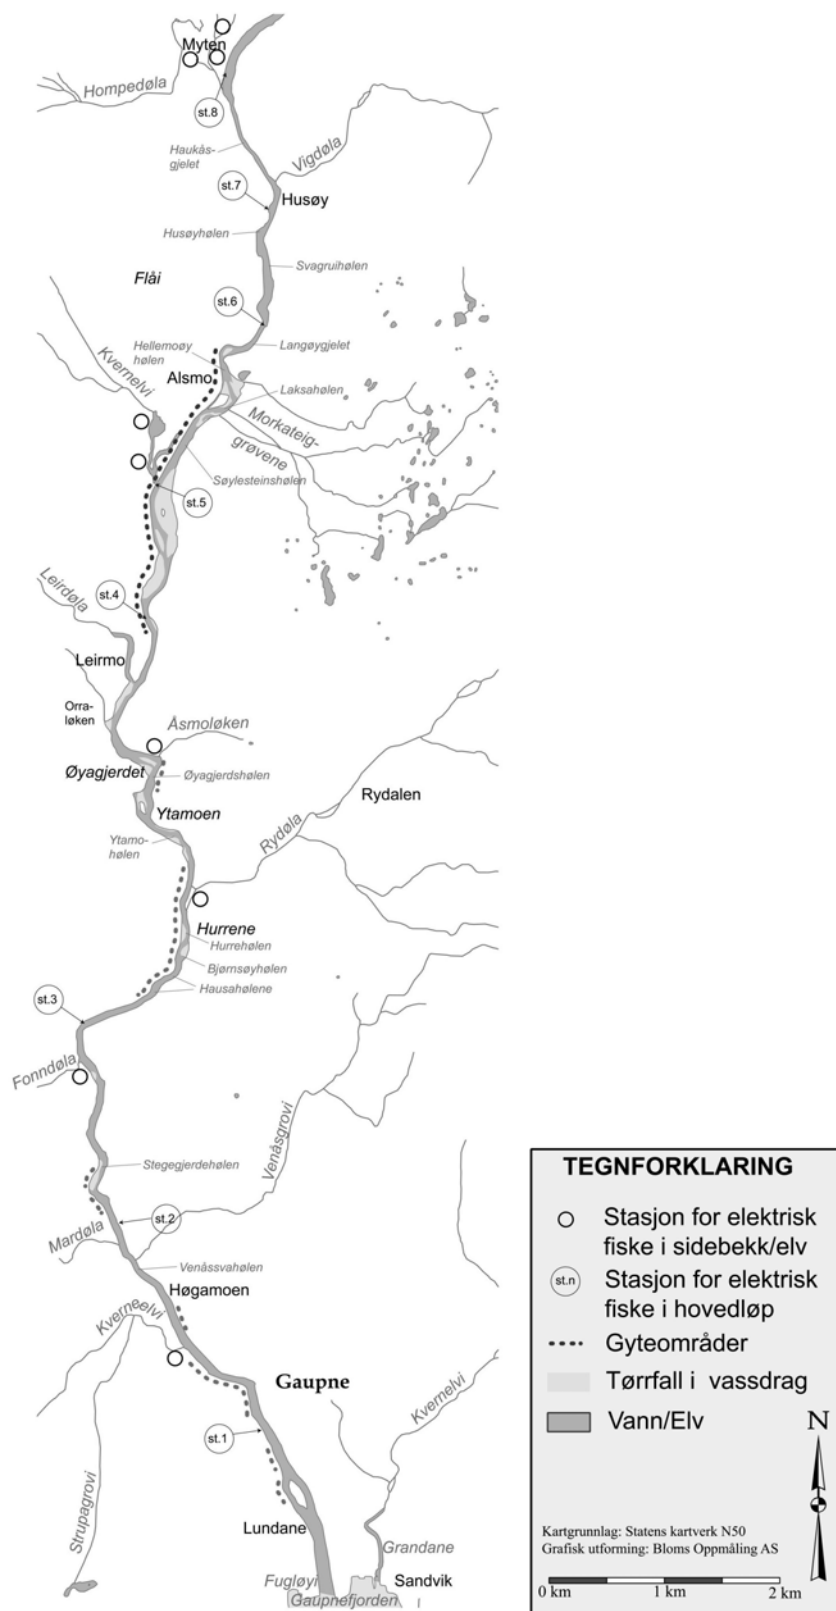 Myten
Hompedøla
st.8
Haukås-
gjelet
Vigdøla
st.7
Husøy
Husøyhølen
Svagruihølen
Flåi
st.6
Hellemoøy
hølen
Langøygjelet
Kvernelvi
Alsmo
Laksahølen
Morkateig-
grøvene
Søylesteinshølen
st.5
Leirdøla
st.4
Leirmo
Orra-
løken
Åsmoløken
Øyagjerdet
Øyagjerdshølen
Rydalen
Ytamoen
Rydøla
Ytamo-
hølen
Hurrene
Hurrehølen
Bjørnsøyhølen
Hausahølene
st.3
Fonndøla
Venåsgrovi
Stegegjerdehølen
st.2
Mardøla
Venåssvahølen
Høgamoen
Kverneelvi
Gaupne
Kvernelvi
st.1
Strupagrovi
Lundane
Grandane
Fugløyi
Sandvik
Gaupnefjorden
TEGNFORKLARING
Stasjon for elektrisk
fiske i sidebekk/elv
st.n
Stasjon for elektrisk
fiske i hovedløp
Gyteområder
Tørrfall i vassdrag
Vann/Elv
N
Kartgrunnlag: Statens kartverk N50
Grafisk utforming: Bloms Oppmåling AS
0 km 1 km 2 km